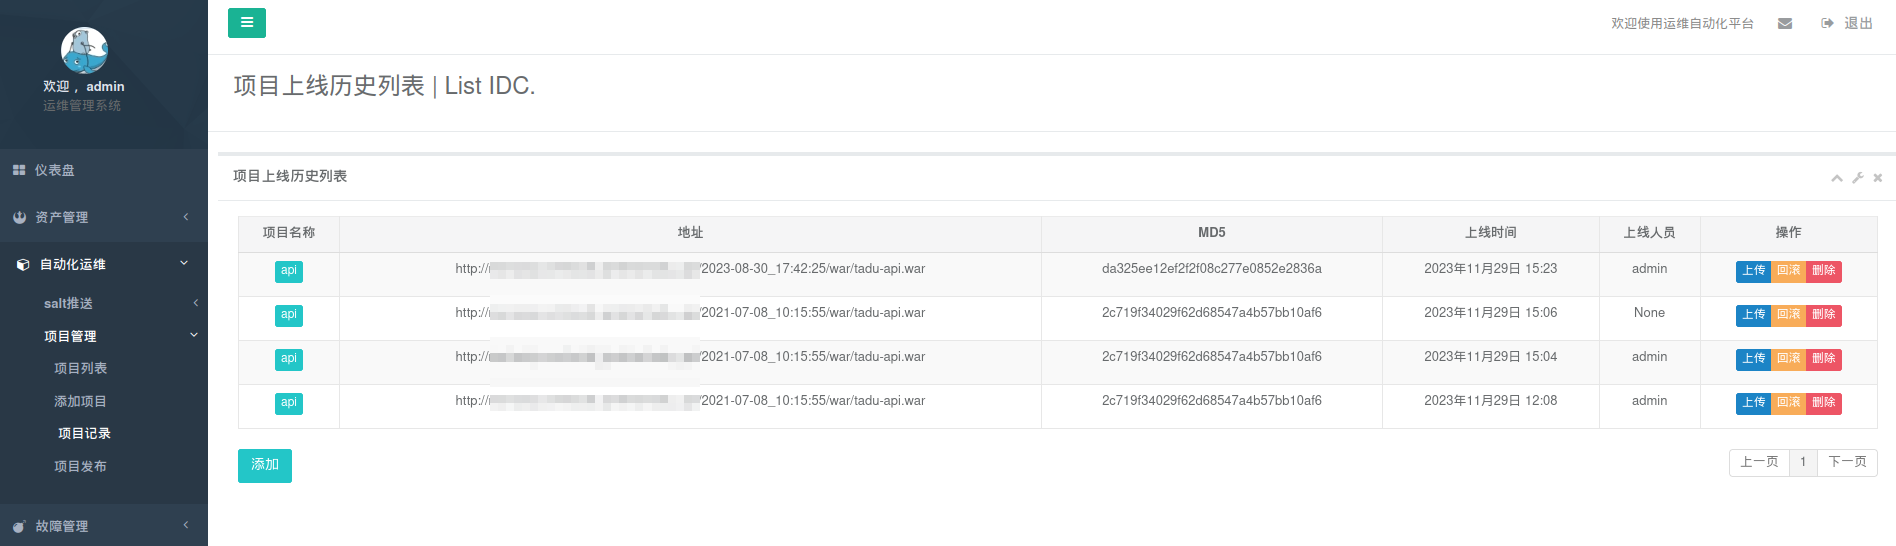 欢迎使用运维自动化平台 退出
欢迎， admin
运维管理系统
仪表盘
资产管理
自动化运维
salt推送
项目管理
项目列表
添加项目
项目记录
项目发布
故障管理
项目上线历史列表 | List IDC.
项目上线历史列表
项目名称 地址 MD5 上线时间 上线人员 操作
api http:// /2023-08-30_17:42:25/war/tadu-api.war da325ee12ef2f2f08c277e0852e2836a 2023年11月29日 15:23 admin 上传 回滚 删除
api http:// /2021-07-08_10:15:55/war/tadu-api.war 2c719f34029f62d68547a4b57bb10af6 2023年11月29日 15:06 None 上传 回滚 删除
api http:// /2021-07-08_10:15:55/war/tadu-api.war 2c719f34029f62d68547a4b57bb10af6 2023年11月29日 15:04 admin 上传 回滚 删除
api http:// /2021-07-08_10:15:55/war/tadu-api.war 2c719f34029f62d68547a4b57bb10af6 2023年11月29日 12:08 admin 上传 回滚 删除
添加 上一页 1 下一页